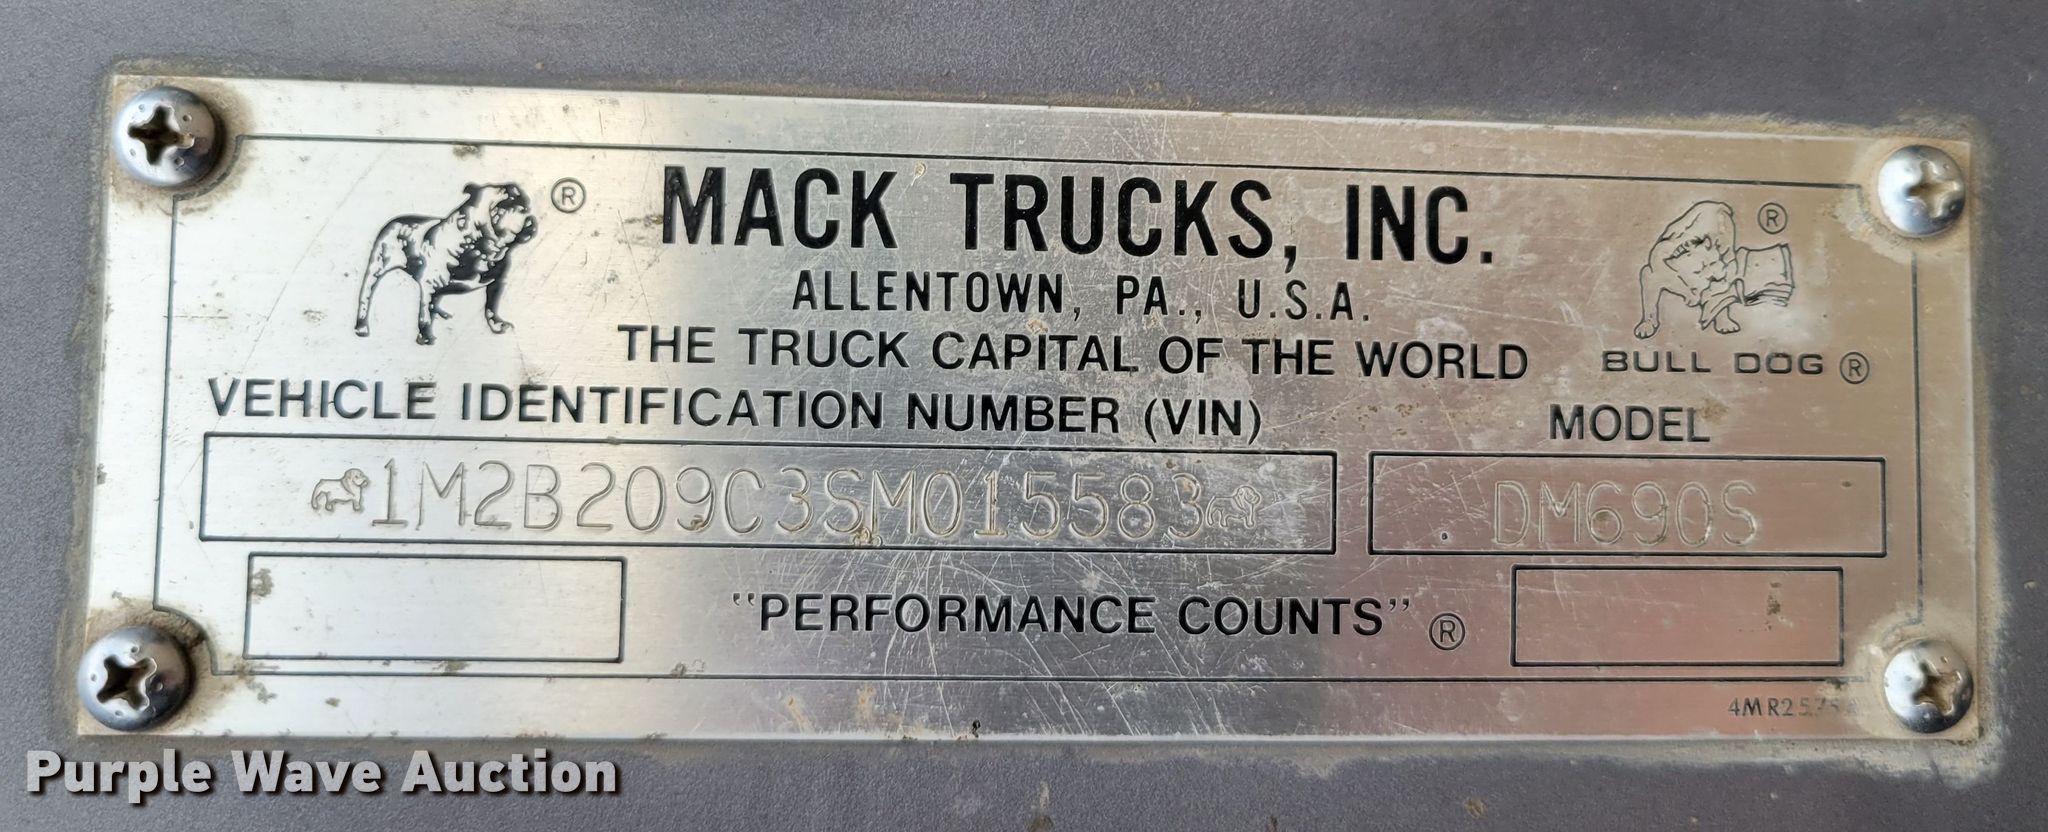 MACK TRUCKS, INC.
ALLENTOWN, PA., U.S.A.
THE TRUCK CAPITAL OF THE WORLD
BULL DOG ®
VEHICLE IDENTIFICATION NUMBER (VIN)
MODEL
1M2B209C3SM015583
DM690S
"PERFORMANCE COUNTS" ®
Purple Wave Auction